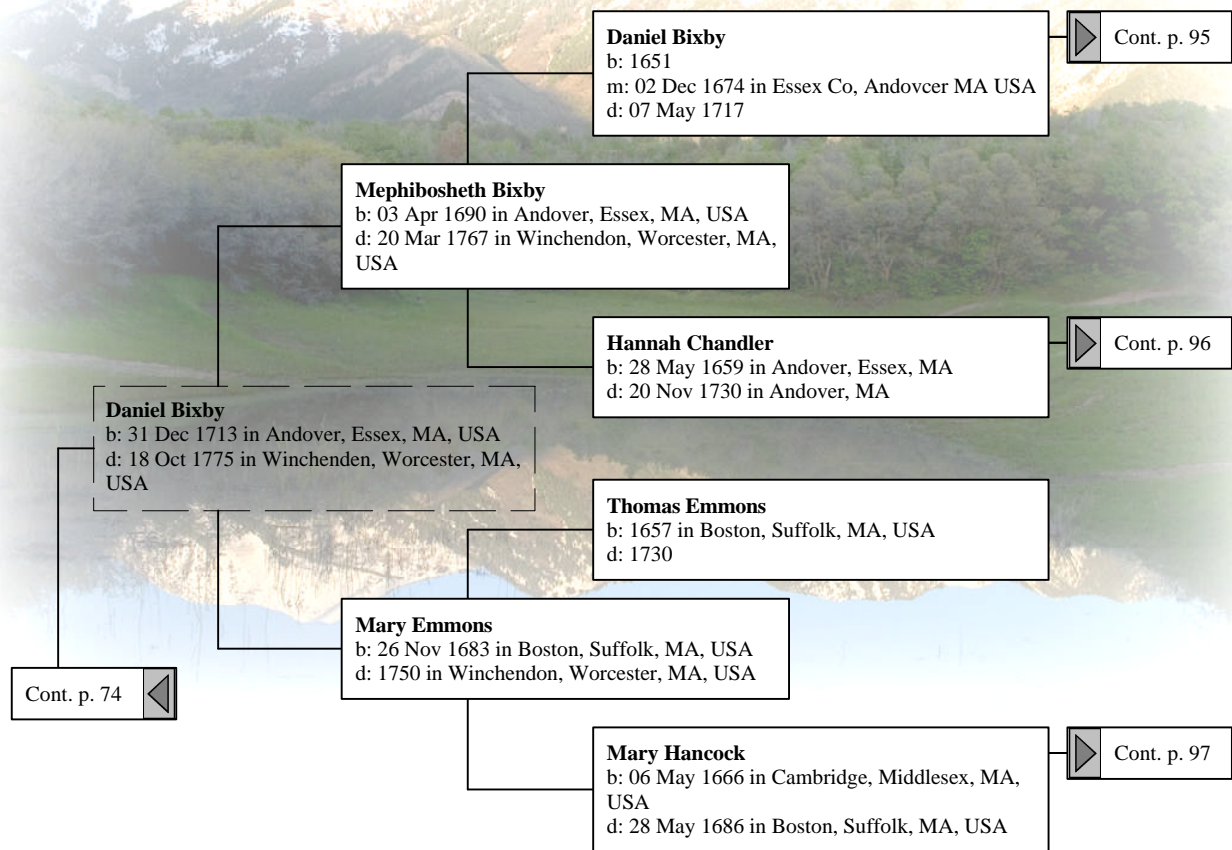 Daniel Bixby
b: 1651
m: 02 Dec 1674 in Essex Co, Andovcer MA USA
d: 07 May 1717
Cont. p. 95
Mephibosheth Bixby
b: 03 Apr 1690 in Andover, Essex, MA, USA
d: 20 Mar 1767 in Winchendon, Worcester, MA,
USA
Hannah Chandler
b: 28 May 1659 in Andover, Essex, MA
d: 20 Nov 1730 in Andover, MA
Cont. p. 96
Daniel Bixby
b: 31 Dec 1713 in Andover, Essex, MA, USA
d: 18 Oct 1775 in Winchenden, Worcester, MA,
USA
Thomas Emmons
b: 1657 in Boston, Suffolk, MA, USA
d: 1730
Mary Emmons
b: 26 Nov 1683 in Boston, Suffolk, MA, USA
d: 1750 in Winchendon, Worcester, MA, USA
Cont. p. 74
Mary Hancock
b: 06 May 1666 in Cambridge, Middlesex, MA,
USA
d: 28 May 1686 in Boston, Suffolk, MA, USA
Cont. p. 97